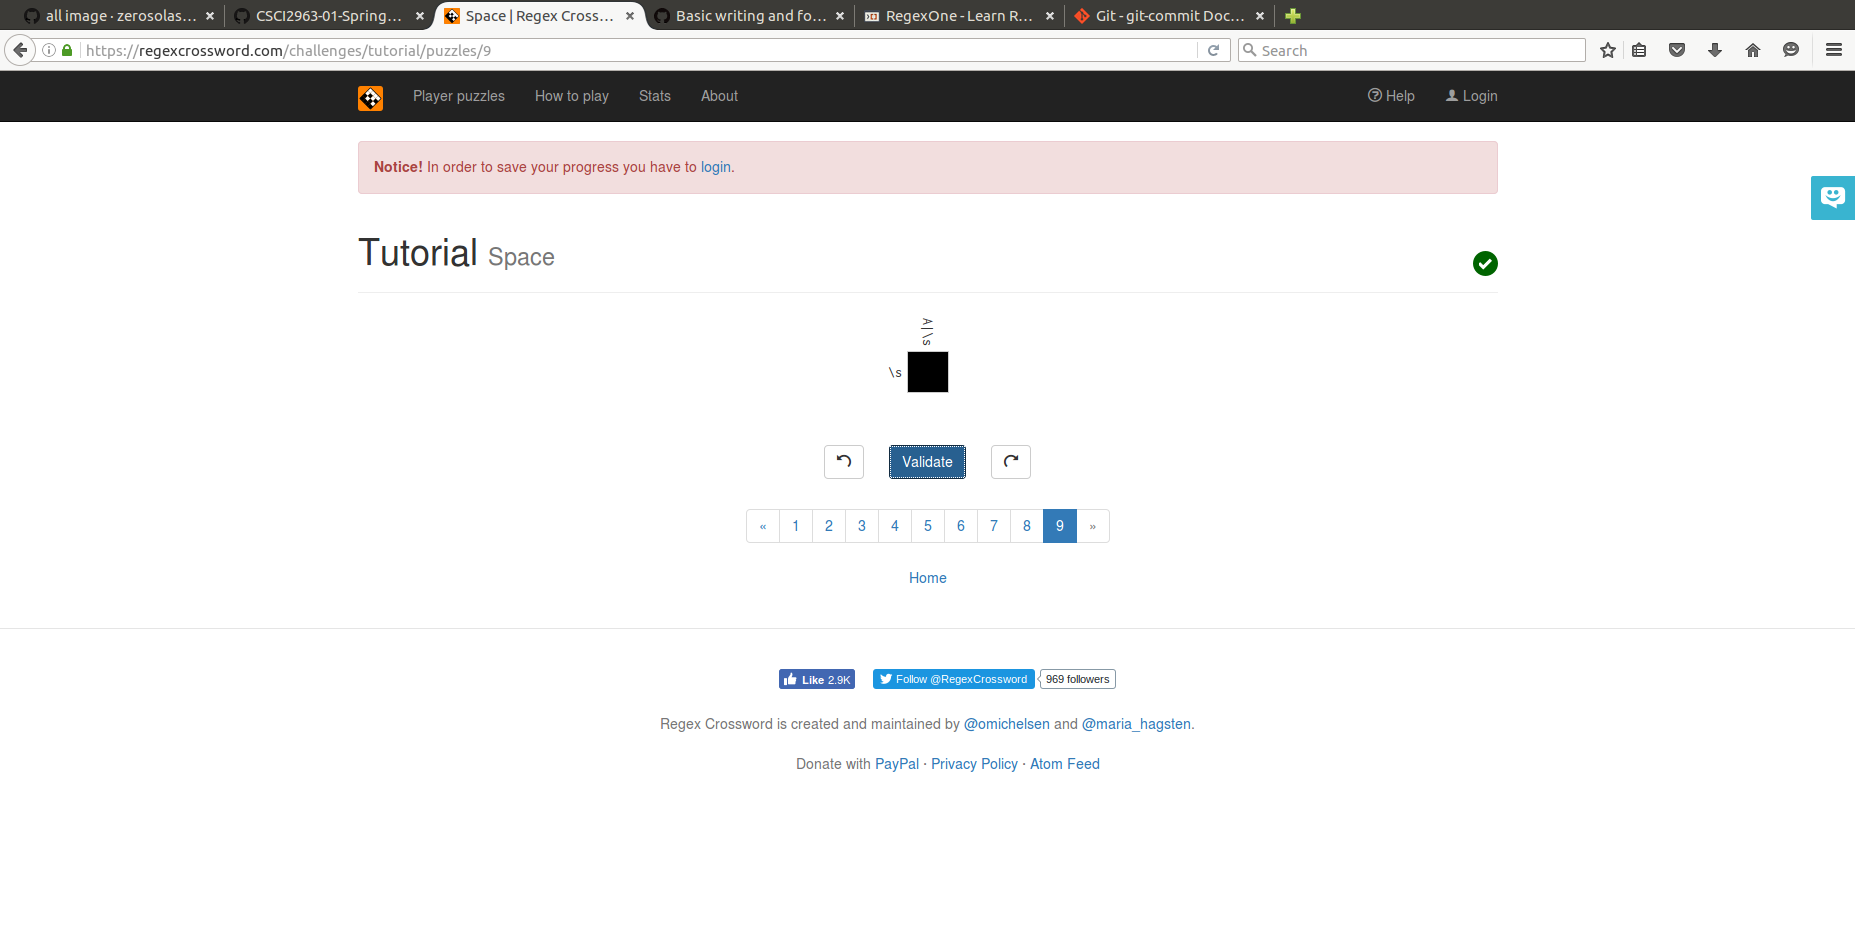 all image · zerosolas...
CSCI2963-01-Spring...
Space | Regex Cross...
Basic writing and fo...
RegexOne - Learn R...
Git - git-commit Doc...
https://regexcrossword.com/challenges/tutorial/puzzles/9
Search
Player puzzles
How to play
Stats
About
Help
Login
Notice! In order to save your progress you have to login.
Tutorial Space
A|\s
\s
Validate
« 1 2 3 4 5 6 7 8 9 »
Home
Like 2.9K
Follow @RegexCrossword
969 followers
Regex Crossword is created and maintained by @omichelsen and @maria_hagsten.
Donate with PayPal · Privacy Policy · Atom Feed